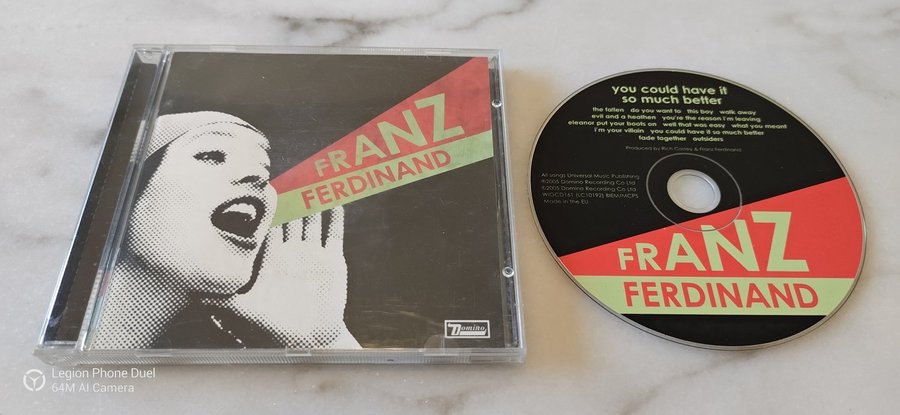 FRANZ
FERDINAND
Domino
you could have it
so much better
the fallen do you want to this boy walk away
evil and a heathen you're the reason i'm leaving
eleanor put your boots on well that was easy what you meant
i'm your villain you could have it so much better
fade together outsiders
Produced by Rich Costey & Franz Ferdinand
All songs Universal Music Publishing
℗2005 Domino Recording Co Ltd
©2005 Domino Recording Co Ltd
WIGCD161 (LC10192) BIEM/MCPS
Made in the EU
FRANZ
FERDINAND
Legion Phone Duel
64M AI Camera